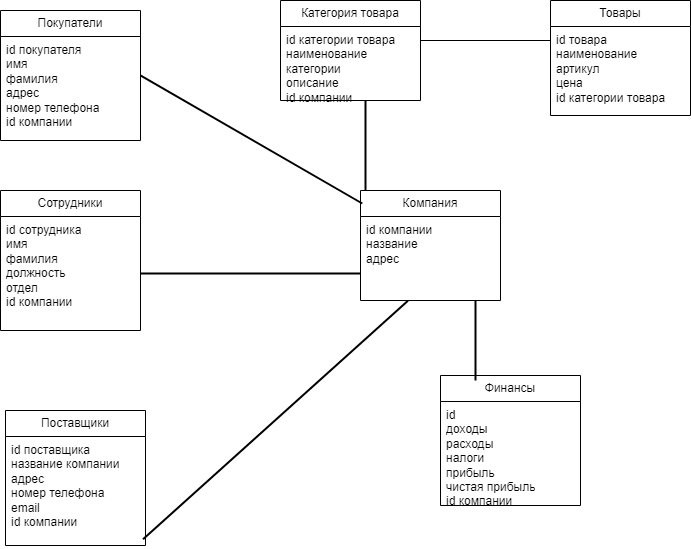 Покупатели
id покупателя
имя
фамилия
адрес
номер телефона
id компании
Категория товара
id категории товара
наименование
категории
описание
id компании
Товары
id товара
наименование
артикул
цена
id категории товара
Сотрудники
id сотрудника
имя
фамилия
должность
отдел
id компании
Компания
id компании
название
адрес
Поставщики
id поставщика
название компании
адрес
номер телефона
email
id компании
Финансы
id
доходы
расходы
налоги
прибыль
чистая прибыль
id компании